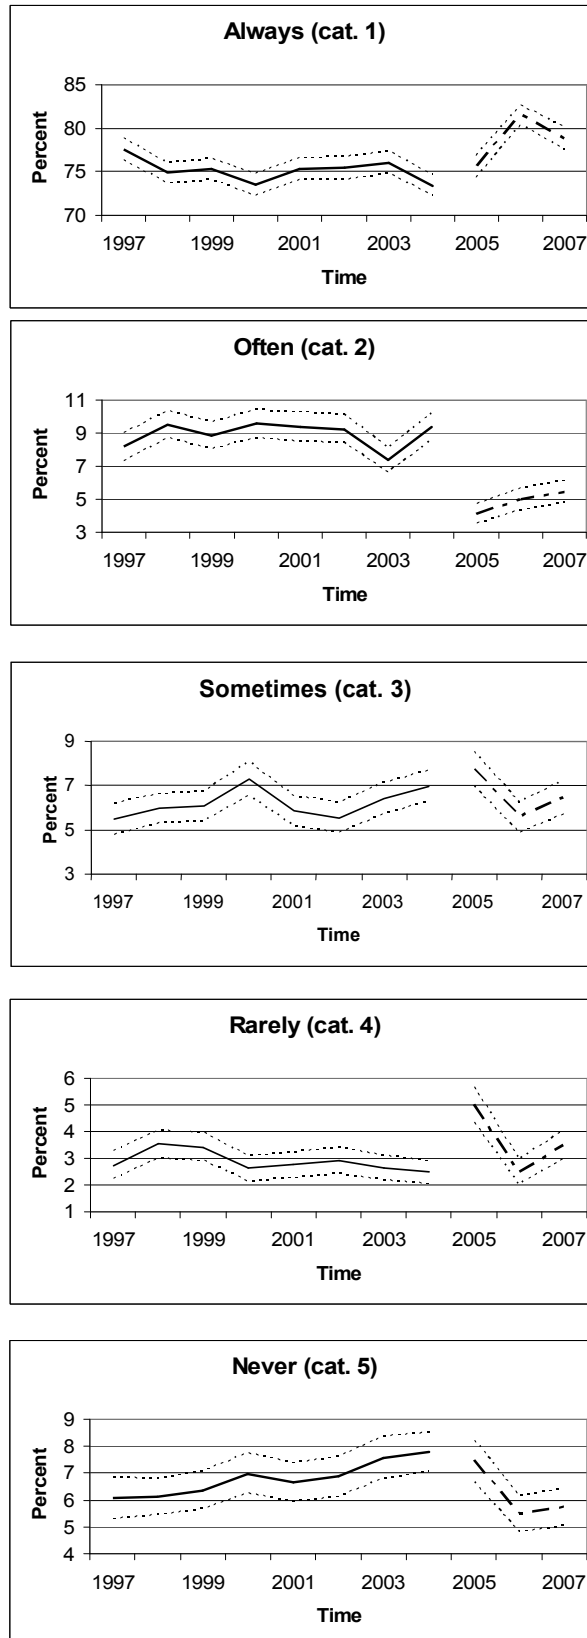 Always (cat. 1)
85
80
75
70
Percent
1997 1999 2001 2003 2005 2007
Time
Often (cat. 2)
11
9
7
5
3
Percent
1997 1999 2001 2003 2005 2007
Time
Sometimes (cat. 3)
9
7
5
3
Percent
1997 1999 2001 2003 2005 2007
Time
Rarely (cat. 4)
6
5
4
3
2
1
Percent
1997 1999 2001 2003 2005 2007
Time
Never (cat. 5)
9
8
7
6
5
4
Percent
1997 1999 2001 2003 2005 2007
Time